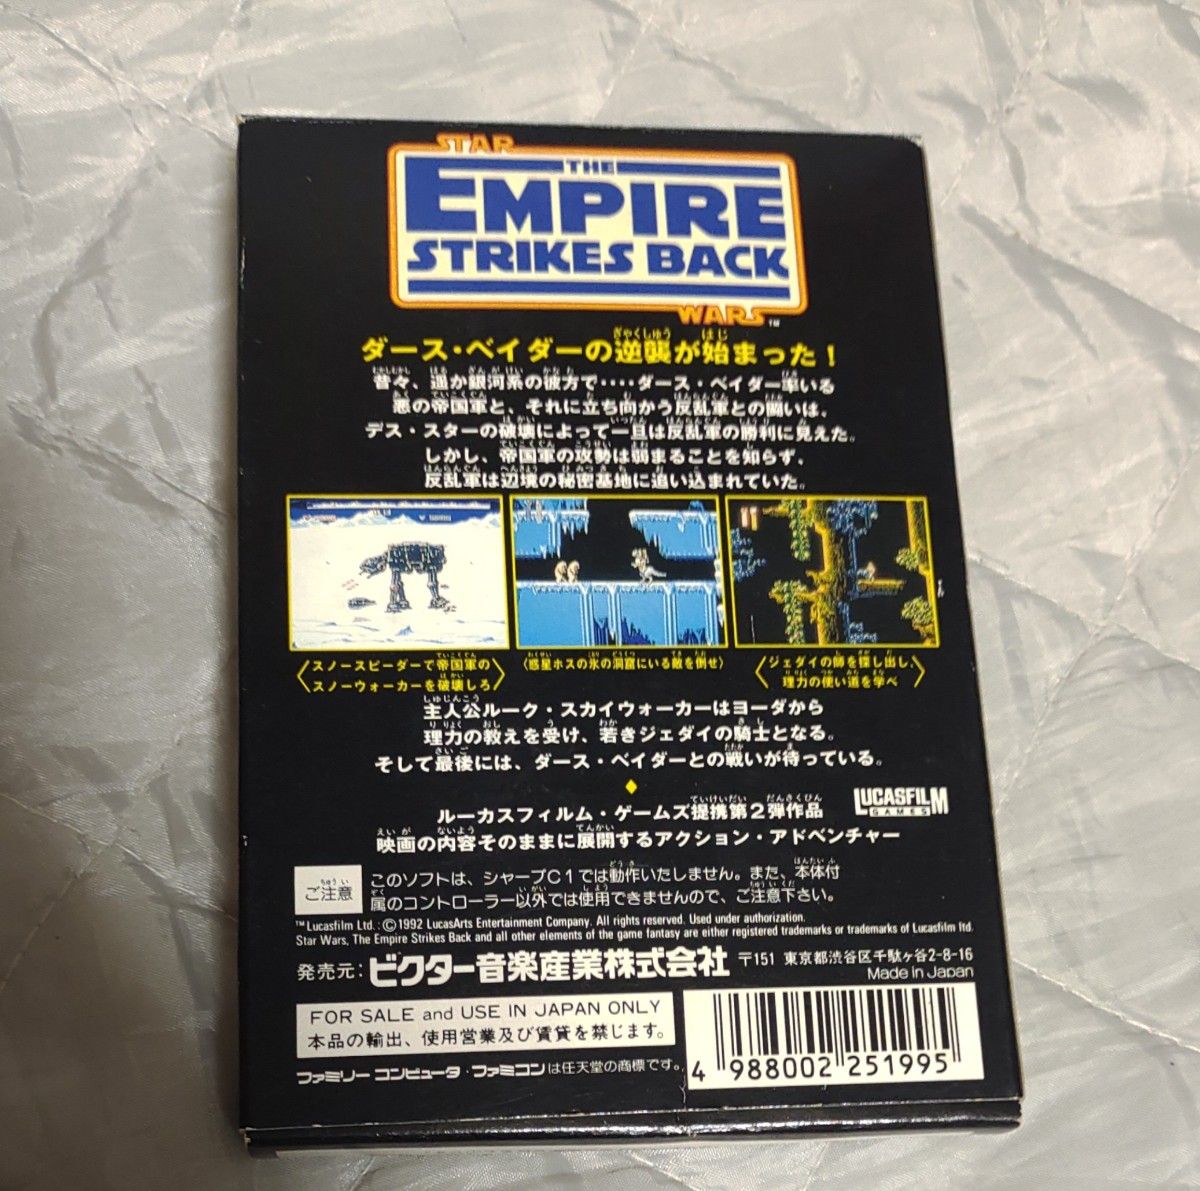 STAR
THE
EMPIRE
STRIKES BACK
WARS™
ダース・ベイダーの逆襲が始まった!
昔々、遥か銀河系の彼方で‥‥ダース・ベイダー率いる
悪の帝国軍と、それに立ち向かう反乱軍との闘いは、
デス・スターの破壊によって一旦は反乱軍の勝利に見えた。
しかし、帝国軍の攻勢は弱まることを知らず、
反乱軍は辺境の秘密基地に追い込まれていた。
〈スノースピーダーで帝国軍の
スノーウォーカーを破壊しろ〉
〈惑星ホスの氷の洞窟にいる敵を倒せ〉
〈ジェダイの師を探し出し、
理力の使い道を学べ〉
主人公ルーク・スカイウォーカーはヨーダから
理力の教えを受け、若きジェダイの騎士となる。
そして最後には、ダース・ベイダーとの戦いが待っている。
ルーカスフィルム・ゲームズ提携第2弾作品
LUCASFILM
GAMES
映画の内容そのままに展開するアクション・アドベンチャー
ご注意
このソフトは、シャープC1では動作いたしません。また、本体付
属のコントローラー以外では使用できませんので、ご注意下さい。
™Lucasfilm Ltd.: ©1992 LucasArts Entertainment Company. All rights reserved. Used under authorization.
Star Wars, The Empire Strikes Back and all other elements of the game fantasy are either registered trademarks or trademarks of Lucasfilm ltd.
発売元: ビクター音楽産業株式会社 〒151 東京都渋谷区千駄ヶ谷2-8-16
Made in Japan
FOR SALE and USE IN JAPAN ONLY
本品の輸出、使用営業及び賃貸を禁じます。
ファミリーコンピュータ・ファミコンは任天堂の商標です。
4 988002 251995